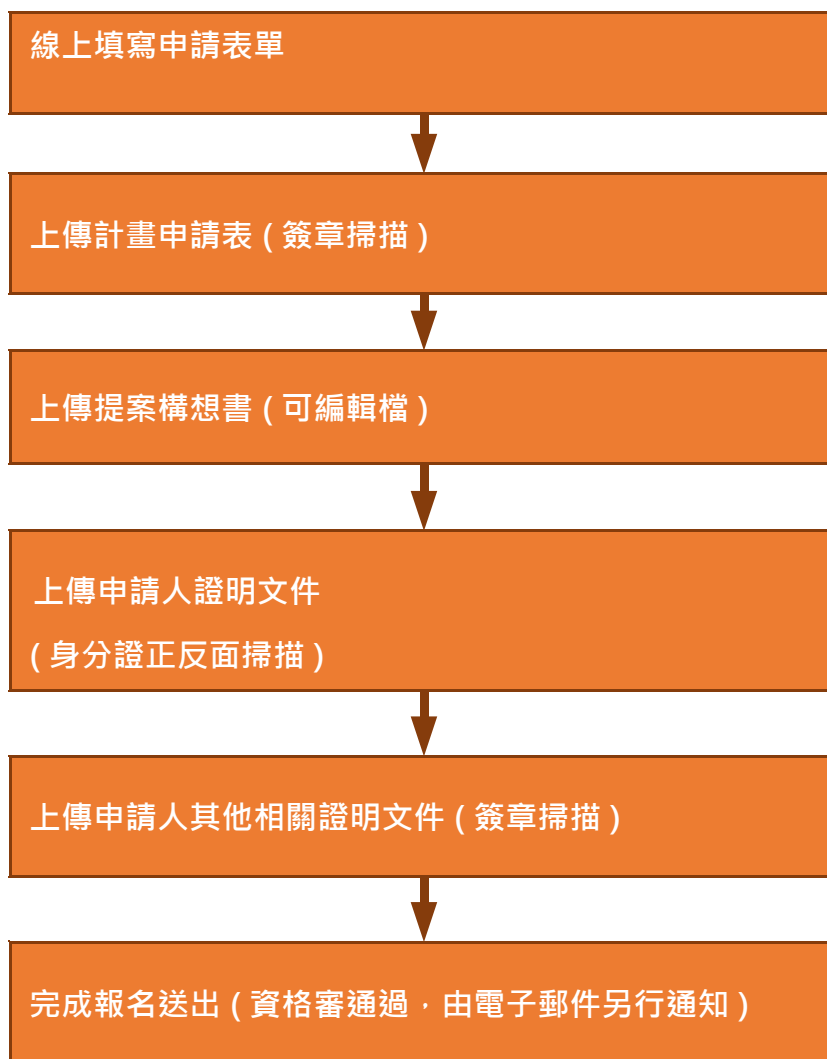 線上填寫申請表單
上傳計畫申請表 ( 簽章掃描 )
上傳提案構想書 ( 可編輯檔 )
上傳申請人證明文件
( 身分證正反面掃描 )
上傳申請人其他相關證明文件 ( 簽章掃描 )
完成報名送出 ( 資格審通過，由電子郵件另行通知 )